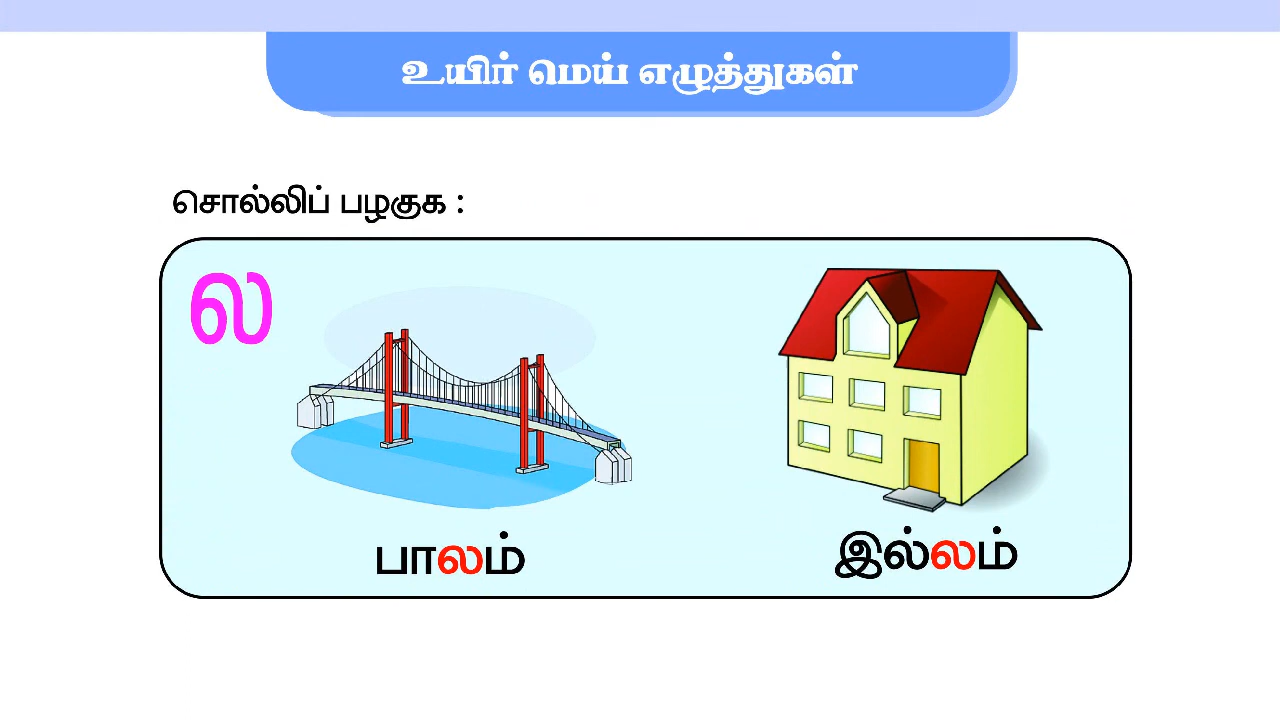 உயிர் மெய் எழுத்துகள்
சொல்லிப் பழகுக :
ல
பாலம்
இல்லம்